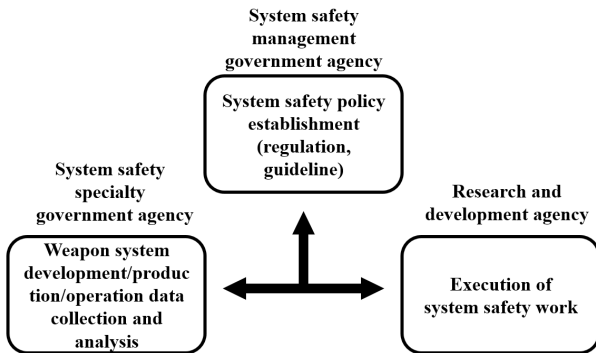 System safety
management
government agency
System safety policy
establishment
(regulation,
guideline)
System safety
specialty
government agency
Weapon system
development/produc
tion/operation data
collection and
analysis
Research and
development agency
Execution of
system safety work